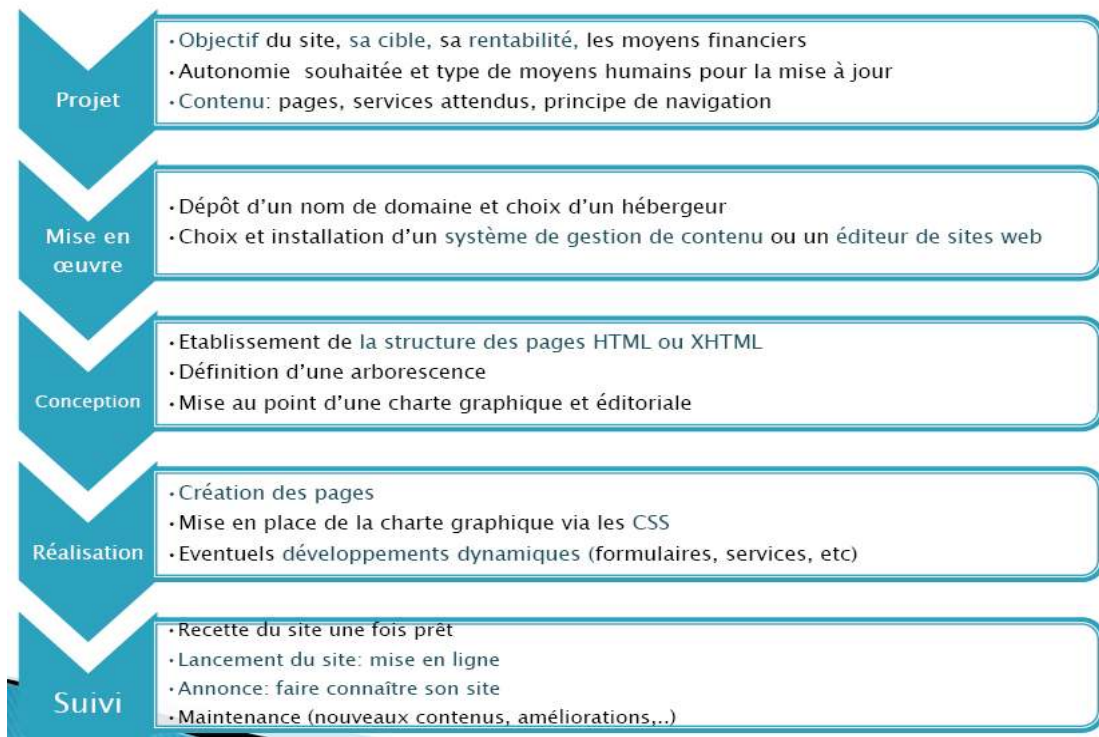 Projet
•Objectif du site, sa cible, sa rentabilité, les moyens financiers
•Autonomie souhaitée et type de moyens humains pour la mise à jour
•Contenu: pages, services attendus, principe de navigation
Mise en
œuvre
•Dépôt d’un nom de domaine et choix d’un hébergeur
•Choix et installation d’un système de gestion de contenu ou un éditeur de sites web
Conception
•Etablissement de la structure des pages HTML ou XHTML
•Définition d’une arborescence
•Mise au point d’une charte graphique et éditoriale
Réalisation
•Création des pages
•Mise en place de la charte graphique via les CSS
•Eventuels développements dynamiques (formulaires, services, etc)
Suivi
•Recette du site une fois prêt
•Lancement du site: mise en ligne
•Annonce: faire connaître son site
•Maintenance (nouveaux contenus, améliorations,..)